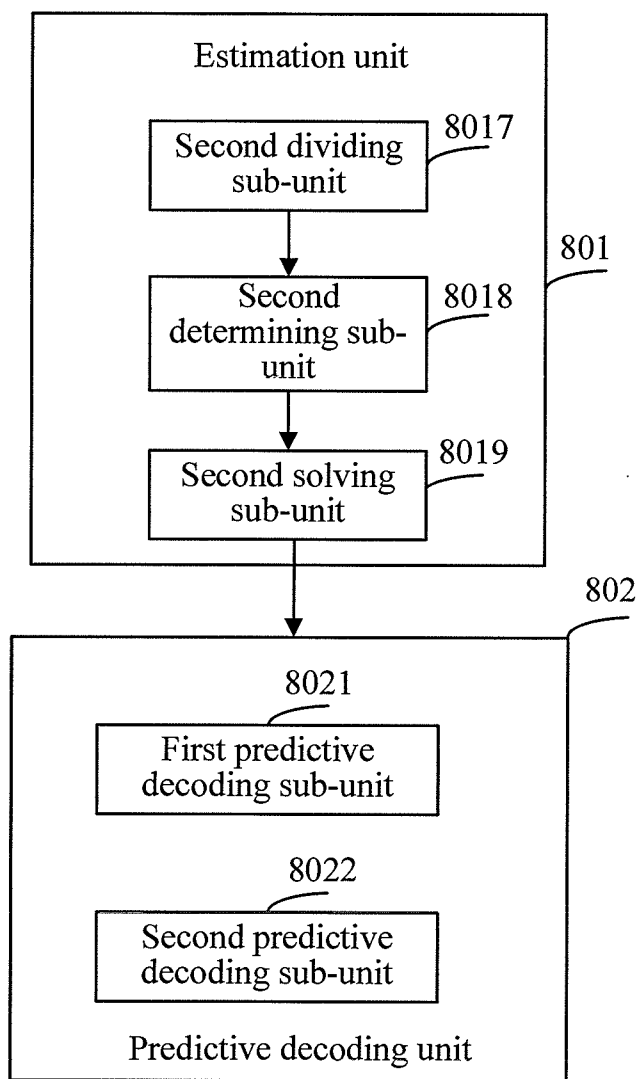 Estimation unit
8017
Second dividing
sub-unit
801
Second
determining sub-
unit
8018
8019
Second solving
sub-unit
802
8021
First predictive
decoding sub-unit
8022
Second predictive
decoding sub-unit
Predictive decoding unit